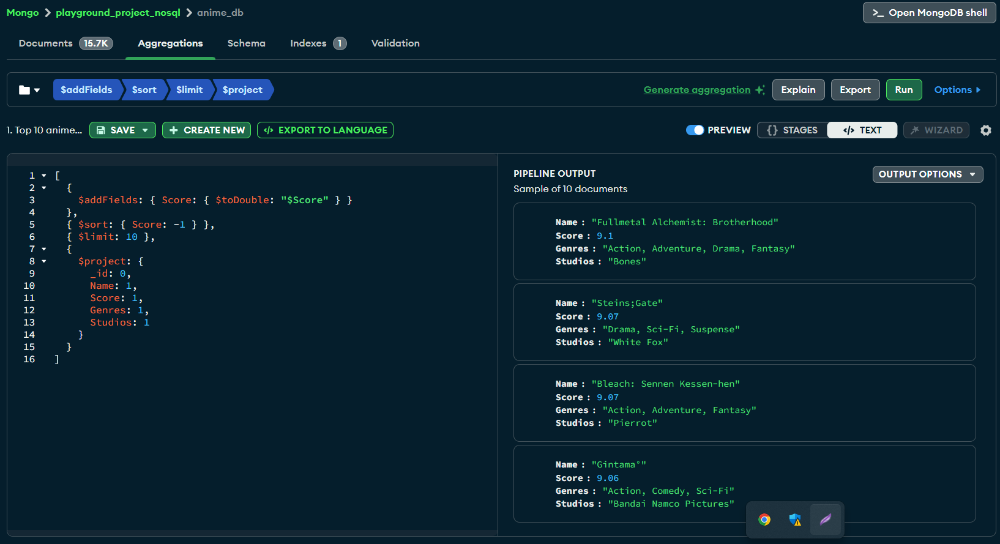 Mongo > playground_project_nosql > anime_db
>_ Open MongoDB shell
Documents 15.7K Aggregations Schema Indexes 1 Validation
$addFields $sort $limit $project
Generate aggregation Explain Export Run Options
1. Top 10 anime... SAVE + CREATE NEW </> EXPORT TO LANGUAGE
PREVIEW {} STAGES </> TEXT WIZARD
1 [
2 {
3 $addFields: { Score: { $toDouble: "$Score" } }
4 },
5 { $sort: { Score: -1 } },
6 { $limit: 10 },
7 {
8 $project: {
9 _id: 0,
10 Name: 1,
11 Score: 1,
12 Genres: 1,
13 Studios: 1
14 }
15 }
16 ]
PIPELINE OUTPUT
Sample of 10 documents
OUTPUT OPTIONS
Name : "Fullmetal Alchemist: Brotherhood"
Score : 9.1
Genres : "Action, Adventure, Drama, Fantasy"
Studios : "Bones"
Name : "Steins;Gate"
Score : 9.07
Genres : "Drama, Sci-Fi, Suspense"
Studios : "White Fox"
Name : "Bleach: Sennen Kessen-hen"
Score : 9.07
Genres : "Action, Adventure, Fantasy"
Studios : "Pierrot"
Name : "Gintama°"
Score : 9.06
Genres : "Action, Comedy, Sci-Fi"
Studios : "Bandai Namco Pictures"